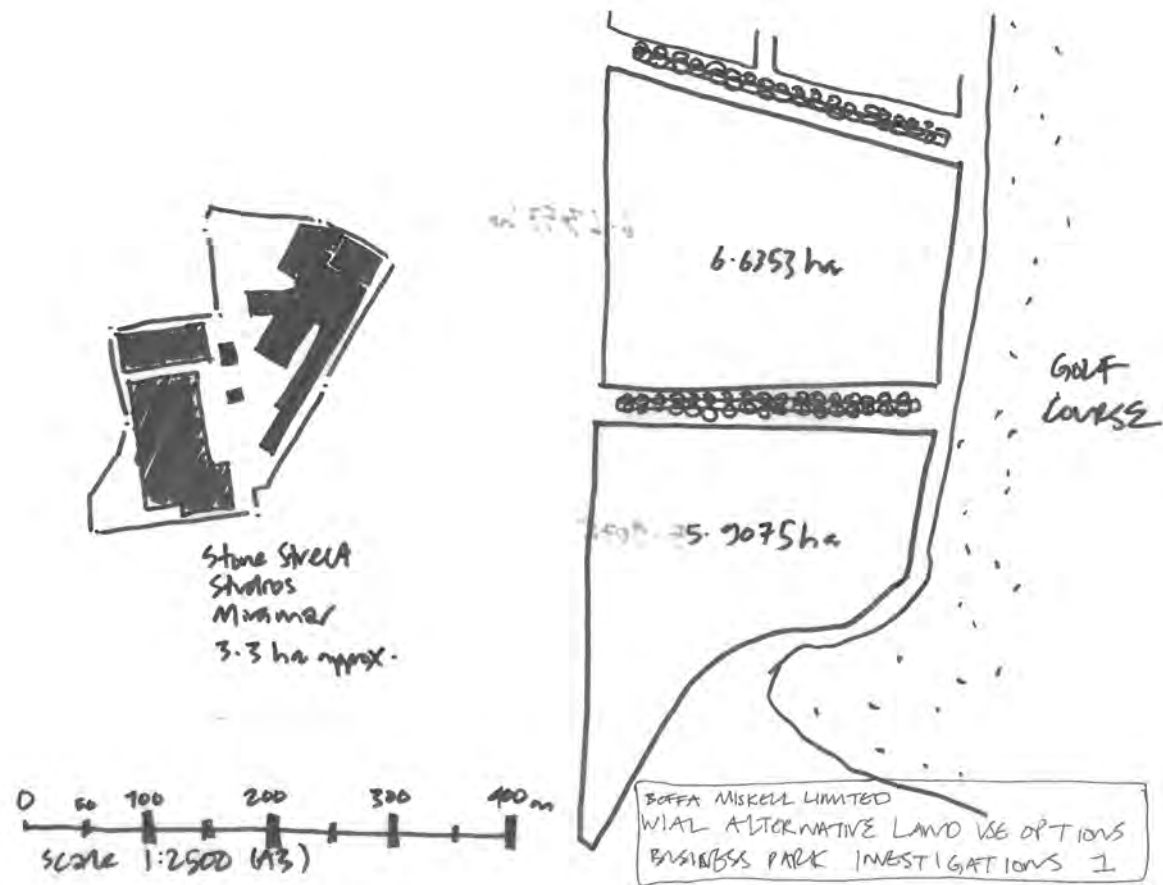 6.6353 ha
GOLF
COURSE
5.9075 ha
Stone Street
Studios
Miramar
3.3 ha approx.
0 50 100 200 300 400 m
scale 1:2500 (A3)
BOFFA MISKELL LIMITED
WIAL ALTERNATIVE LAND USE OPTIONS
BUSINESS PARK INVESTIGATIONS 1